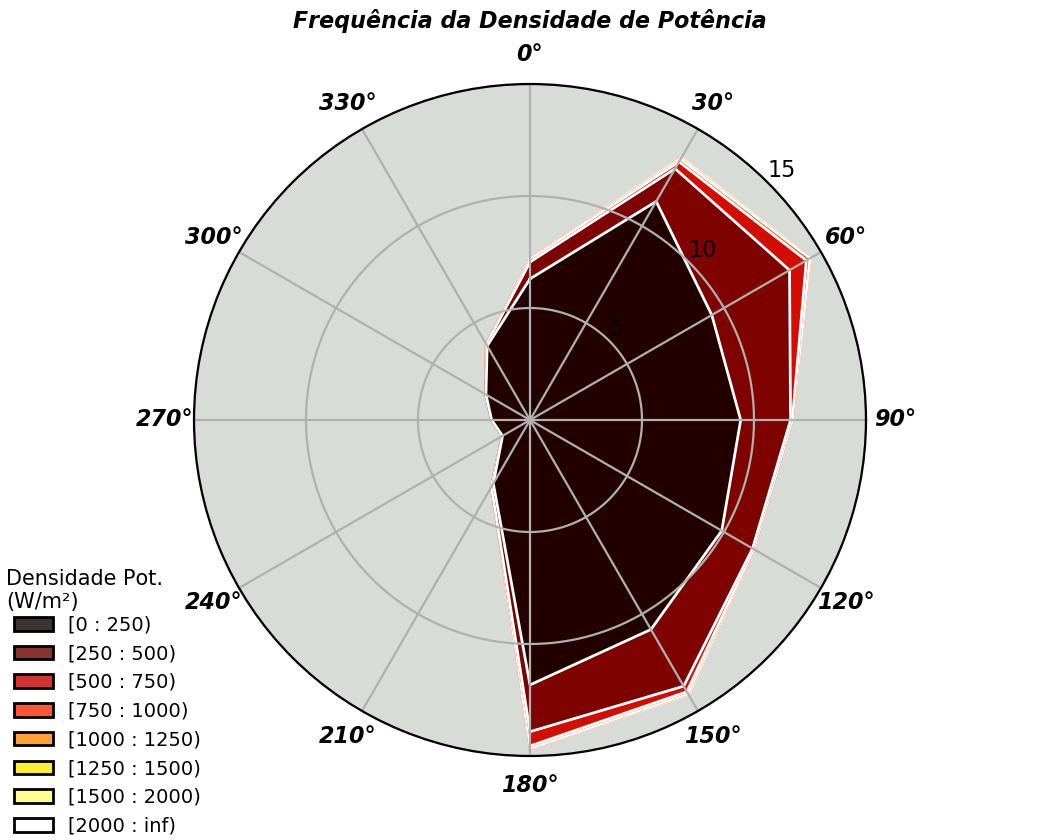 Frequência da Densidade de Potência
0°
330°
30°
15
300°
60°
10
5
270°
90°
Densidade Pot.
(W/m²)
240°
120°
[0 : 250)
[250 : 500)
[500 : 750)
[750 : 1000)
210°
150°
[1000 : 1250)
[1250 : 1500)
180°
[1500 : 2000)
[2000 : inf)